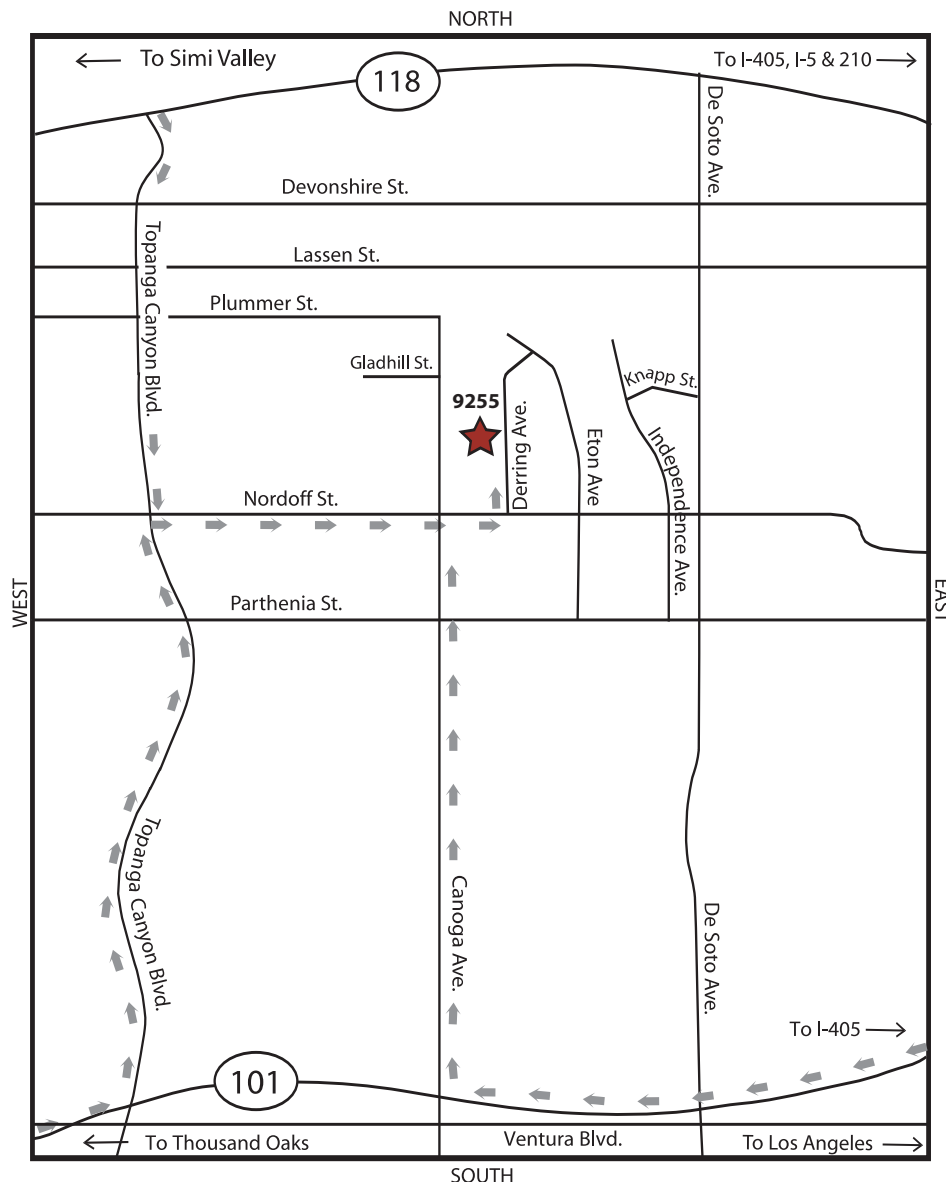 NORTH
To Simi Valley
To I-405, I-5 & 210
118
De Soto Ave.
Devonshire St.
Topanga Canyon Blvd.
Lassen St.
Plummer St.
Gladhill St.
Knapp St.
9255
Derring Ave.
Eton Ave
Independence Ave.
Nordoff St.
WEST
EAST
Parthenia St.
Topanga Canyon Blvd.
Canoga Ave.
De Soto Ave.
To I-405
101
To Thousand Oaks
Ventura Blvd.
To Los Angeles
SOUTH